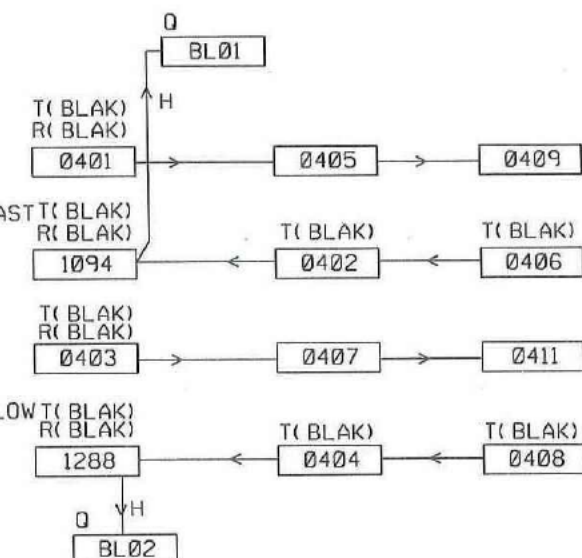 Q
BLØ1
H
T( BLAK)
R( BLAK)
Ø4Ø1
Ø4Ø5
Ø4Ø9
AST T( BLAK)
R( BLAK)
T( BLAK)
T( BLAK)
1Ø94
Ø4Ø2
Ø4Ø6
T( BLAK)
R( BLAK)
Ø4Ø3
Ø4Ø7
Ø411
LOW T( BLAK)
R( BLAK)
T( BLAK)
T( BLAK)
1288
Ø4Ø4
Ø4Ø8
H
Q
BLØ2